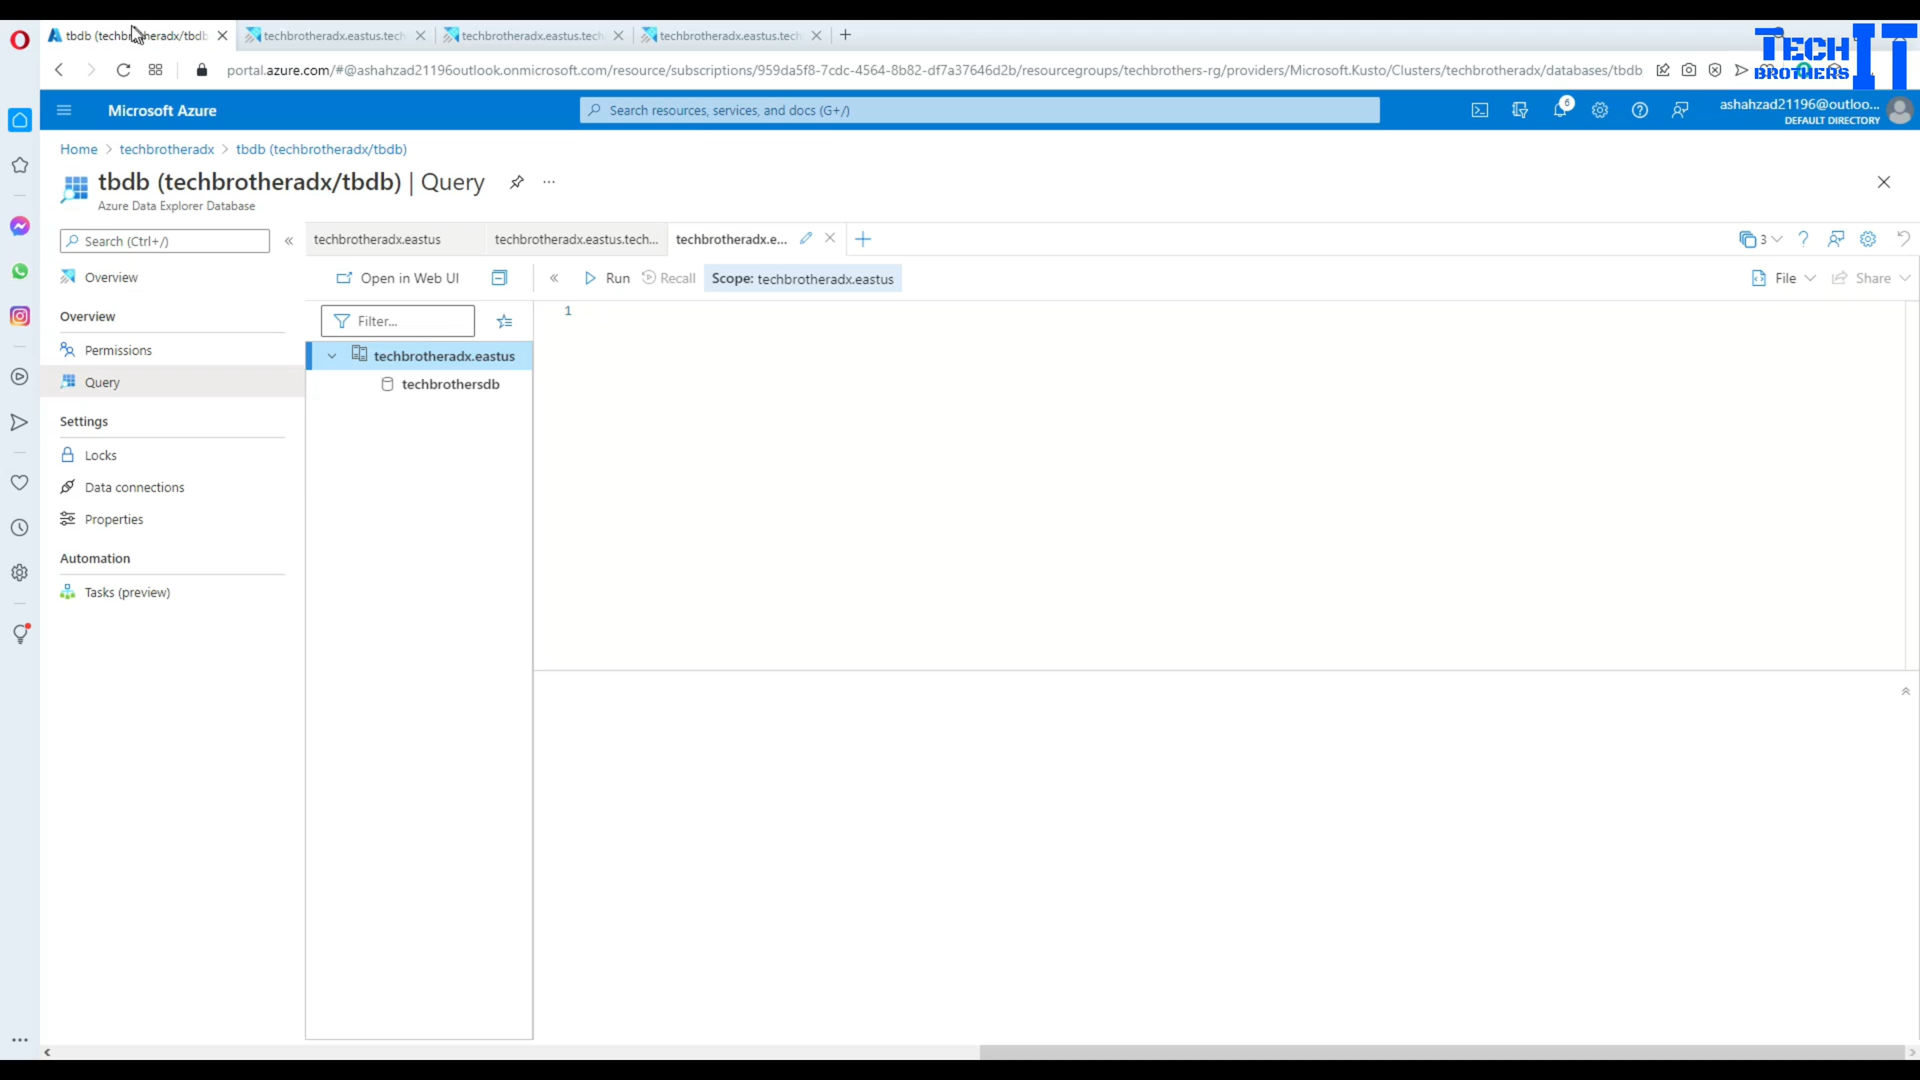 tbdb (techbrotheradx/tbdb
techbrotheradx.eastus.tech
techbrotheradx.eastus.tech
techbrotheradx.eastus.tech
TECH
BROTHERS
IT
portal.azure.com/#@ashahzad21196outlook.onmicrosoft.com/resource/subscriptions/959da5f8-7cdc-4564-8b82-df7a37646d2b/resourcegroups/techbrothers-rg/providers/Microsoft.Kusto/Clusters/techbrotheradx/databases/tbdb
Microsoft Azure
Search resources, services, and docs (G+/)
6
ashahzad21196@outloo...
DEFAULT DIRECTORY
Home > techbrotheradx > tbdb (techbrotheradx/tbdb)
tbdb (techbrotheradx/tbdb) | Query
Azure Data Explorer Database
Search (Ctrl+/)
Overview
Overview
Permissions
Query
Settings
Locks
Data connections
Properties
Automation
Tasks (preview)
techbrotheradx.eastus
techbrotheradx.eastus.tech...
techbrotheradx.e...
3
Open in Web UI
Run
Recall
Scope: techbrotheradx.eastus
File
Share
Filter...
techbrotheradx.eastus
techbrothersdb
1